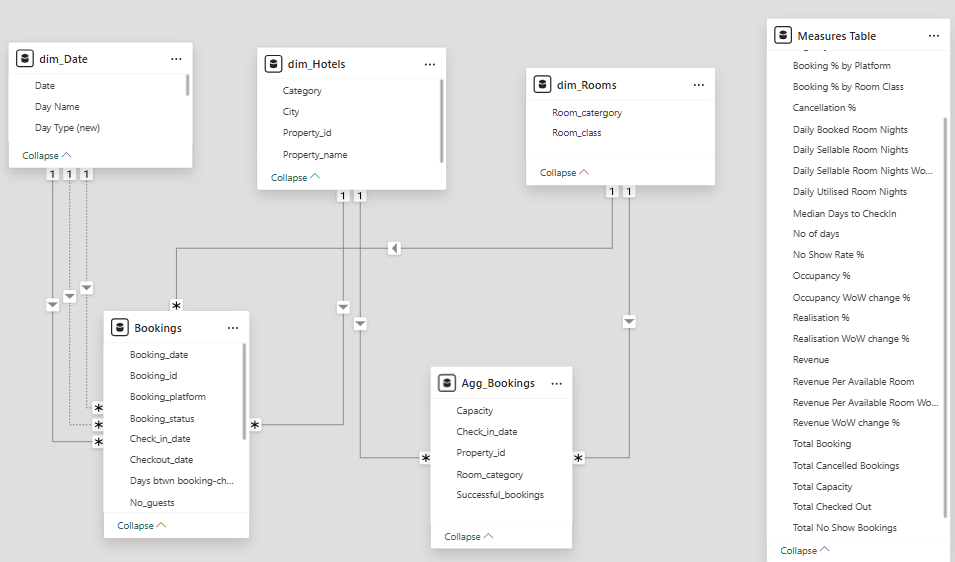 dim_Date
Date
Day Name
Day Type (new)
Collapse
dim_Hotels
Category
City
Property_id
Property_name
Collapse
dim_Rooms
Room_catergory
Room_class
Collapse
Measures Table
Booking % by Platform
Booking % by Room Class
Cancellation %
Daily Booked Room Nights
Daily Sellable Room Nights
Daily Sellable Room Nights Wo...
Daily Utilised Room Nights
Median Days to CheckIn
No of days
No Show Rate %
Occupancy %
Occupancy WoW change %
Realisation %
Realisation WoW change %
Revenue
Revenue Per Available Room
Revenue Per Available Room Wo...
Revenue WoW change %
Total Booking
Total Cancelled Bookings
Total Capacity
Total Checked Out
Total No Show Bookings
Collapse
1 1 1
1 1
1 1
*
Bookings
Booking_date
Booking_id
Booking_platform
Booking_status
Check_in_date
Checkout_date
Days btwn booking-ch...
No_guests
Collapse
*
*
*
*
Agg_Bookings
Capacity
Check_in_date
Property_id
Room_category
Successful_bookings
Collapse
*
*